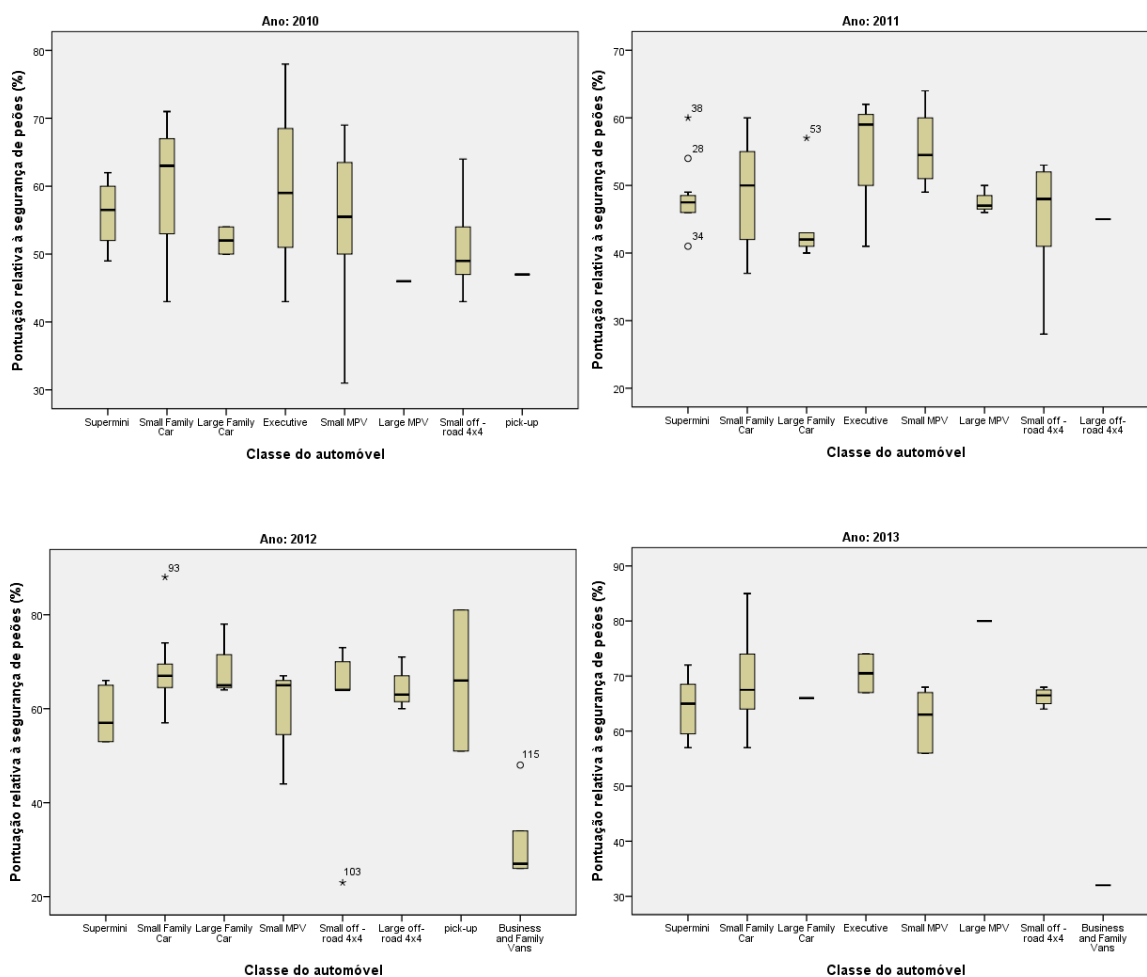 Ano: 2010
Pontuação relativa à segurança de peões (%)
80
70
60
50
40
30
Supermini
Small Family
Car
Large Family
Car
Executive
Small MPV
Large MPV
Small off -
road 4x4
pick-up
Classe do automóvel
Ano: 2011
Pontuação relativa à segurança de peões (%)
70
60
50
40
30
20
38
28
34
53
Supermini
Small Family
Car
Large Family
Car
Executive
Small MPV
Large MPV
Small off -
road 4x4
Large off-
road 4x4
Classe do automóvel
Ano: 2012
Pontuação relativa à segurança de peões (%)
80
60
40
20
93
103
115
Supermini
Small Family
Car
Large Family
Car
Small MPV
Small off -
road 4x4
Large off-
road 4x4
pick-up
Business
and Family
Vans
Classe do automóvel
Ano: 2013
Pontuação relativa à segurança de peões (%)
90
80
70
60
50
40
30
Supermini
Small Family
Car
Large Family
Car
Executive
Small MPV
Large MPV
Small off -
road 4x4
Business
and Family
Vans
Classe do automóvel